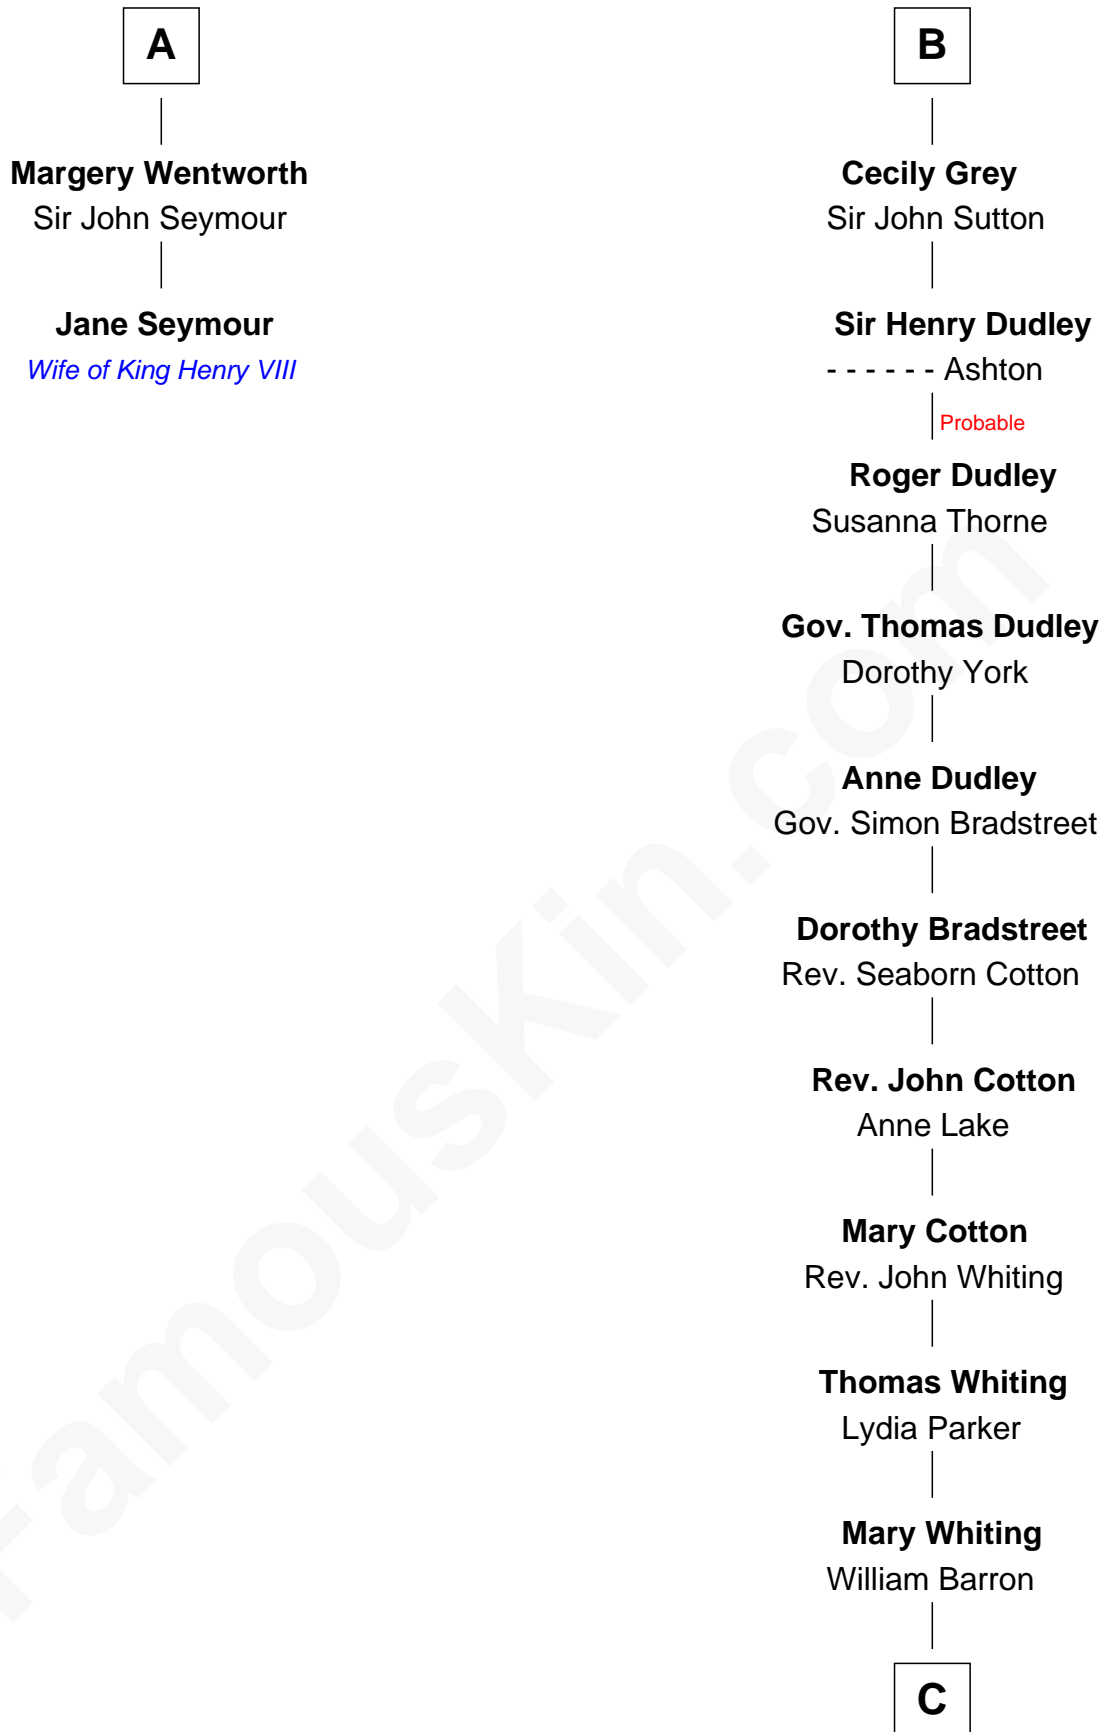 A
Margery Wentworth
Sir John Seymour
Jane Seymour
Wife of King Henry VIII
B
Cecily Grey
Sir John Sutton
Sir Henry Dudley
- - - - - - Ashton
Probable
Roger Dudley
Susanna Thorne
Gov. Thomas Dudley
Dorothy York
Anne Dudley
Gov. Simon Bradstreet
Dorothy Bradstreet
Rev. Seaborn Cotton
Rev. John Cotton
Anne Lake
Mary Cotton
Rev. John Whiting
Thomas Whiting
Lydia Parker
Mary Whiting
William Barron
C
FamousKin.com